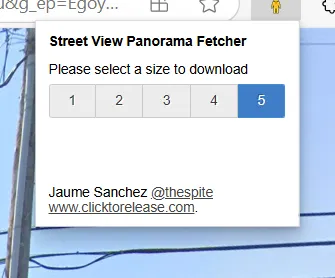 u&g_ep=Egoy...
Street View Panorama Fetcher
Please select a size to download
1 2 3 4 5
Jaume Sanchez @thespite
www.clicktorelease.com.